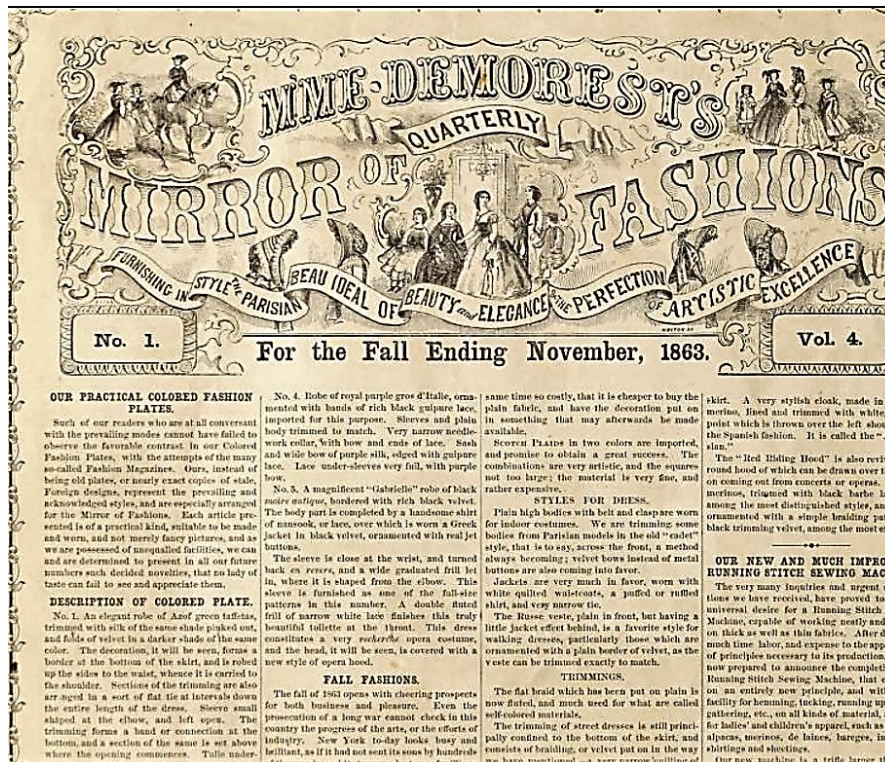 MME. DEMOREST'S
QUARTERLY
MIRROR OF FASHIONS
FURNISHING IN STYLE THE PARISIAN BEAU IDEAL OF BEAUTY and ELEGANCE to THE PERFECTION OF ARTISTIC EXCELLENCE
No. 1.
For the Fall Ending November, 1863.
Vol. 4.
OUR PRACTICAL COLORED FASHION
PLATES.
Such of our readers who are at all conversant
with the prevailing modes cannot have failed to
observe the favorable contrast in our Colored
Fashion Plates, with the attempts of the many
so-called Fashion Magazines. Ours, instead of
being old plates, or nearly exact copies of stale,
Foreign designs, represent the prevailing and
acknowledged styles, and are especially arranged
for the Mirror of Fashions. Each article pre-
sented is of a practical kind, suitable to be made
and worn, and not merely fancy pictures, and as
we are possessed of unequalled facilities, we can
and are determined to present in all our future
numbers such decided novelties, that no lady of
taste can fail to see and appreciate them.
DESCRIPTION OF COLORED PLATE.
No. 1. An elegant robe of Azof green taffetas,
trimmed with silk of the same shade pinked out,
and folds of velvet in a darker shade of the same
color. The decoration, it will be seen, forms a
border at the bottom of the skirt, and is robed
up the sides to the waist, whence it is carried to
the shoulder. Sections of the trimming are also
arranged in a sort of flat tie at intervals down
the entire length of the dress. Sleeve small
shaped at the elbow, and left open. The
trimming forms a band or connection at the
bottom, and a section of the same is set above
where the opening commences. Tulle under-
No. 4. Robe of royal purple gros d'Italie, orna-
mented with bands of rich black guipure lace,
imported for this purpose. Sleeves and plain
body trimmed to match. Very narrow needle-
work collar, with bow and ends of lace. Sash
and wide bow of purple silk, edged with guipure
lace. Lace under-sleeves very full, with purple
bow.
No. 5. A magnificent "Gabrielle" robe of black
moire antique, bordered with rich black velvet.
The body part is completed by a handsome shirt
of nansook, or lace, over which is worn a Greek
jacket in black velvet, ornamented with real jet
buttons.
The sleeve is close at the wrist, and turned
back en revers, and a wide graduated frill let
in, where it is shaped from the elbow. This
sleeve is furnished as one of the full-size
patterns in this number. A double fluted
frill of narrow white lace finishes this truly
beautiful toilette at the throat. This dress
constitutes a very recherche opera costume,
and the head, it will be seen, is covered with a
new style of opera hood.
FALL FASHIONS.
The fall of 1863 opens with cheering prospects
for both business and pleasure. Even the
prosecution of a long war cannot check in this
country the progress of the arts, or the efforts of
industry. New York to-day looks busy and
brilliant, as if it had not sent its sons by hundreds
same time so costly, that it is cheaper to buy the
plain fabric, and have the decoration put on
in something that may afterwards be made
available.
SCOTCH PLAIDS in two colors are imported,
and promise to obtain a great success. The
combinations are very artistic, and the squares
not too large; the material is very fine, and
rather expensive.
STYLES FOR DRESS.
Plain high bodies with belt and clasp are worn
for indoor costumes. We are trimming some
bodies from Parisian models in the old "cadet"
style, that is to say, across the front, a method
always becoming; velvet bows instead of metal
buttons are also coming into favor.
Jackets are very much in favor, worn with
white quilted waistcoats, a puffed or ruffled
shirt, and very narrow tie.
The Russe veste, plain in front, but having a
little jacket effect behind, is a favorite style for
walking dresses, particularly those which are
ornamented with a plain border of velvet, as the
veste can be trimmed exactly to match.
TRIMMINGS.
The flat braid which has been put on plain is
now fluted, and much used for what are called
self-colored materials.
The trimming of street dresses is still princi-
pally confined to the bottom of the skirt, and
consists of braiding, or velvet put on in the way
we have mentioned—a very narrow quilling of
skirt. A very stylish cloak, made in
merino, lined and trimmed with white,
point which is thrown over the left shou
the Spanish fashion. It is called the
sian."
The "Red Riding Hood" is also reviv
round hood of which can be drawn over t
on coming out from concerts or operas.
merinos, trimmed with black barbe la
among the most distinguished styles, an
ornamented with a simple braiding pa
black trimming velvet, among the most e
OUR NEW AND MUCH IMPRO
RUNNING STITCH SEWING MAC
The very many inquiries and urgent
tions we have received, have proved to
universal desire for a Running Stitch
Machine, capable of working neatly and
on thick as well as thin fabrics. After d
much time labor, and expense to the app
of principles necessary to its production,
now prepared to announce the completi
Running Stitch Sewing Machine, that
on an entirely new principle, and wit
facility for hemming, tucking, running up
gathering, etc., on all kinds of material,
for ladies' and children's apparel, such as
alpacas, merinos, de laines, bareges, in
shirtings and sheetings.
Our new machine is a trifle larger t